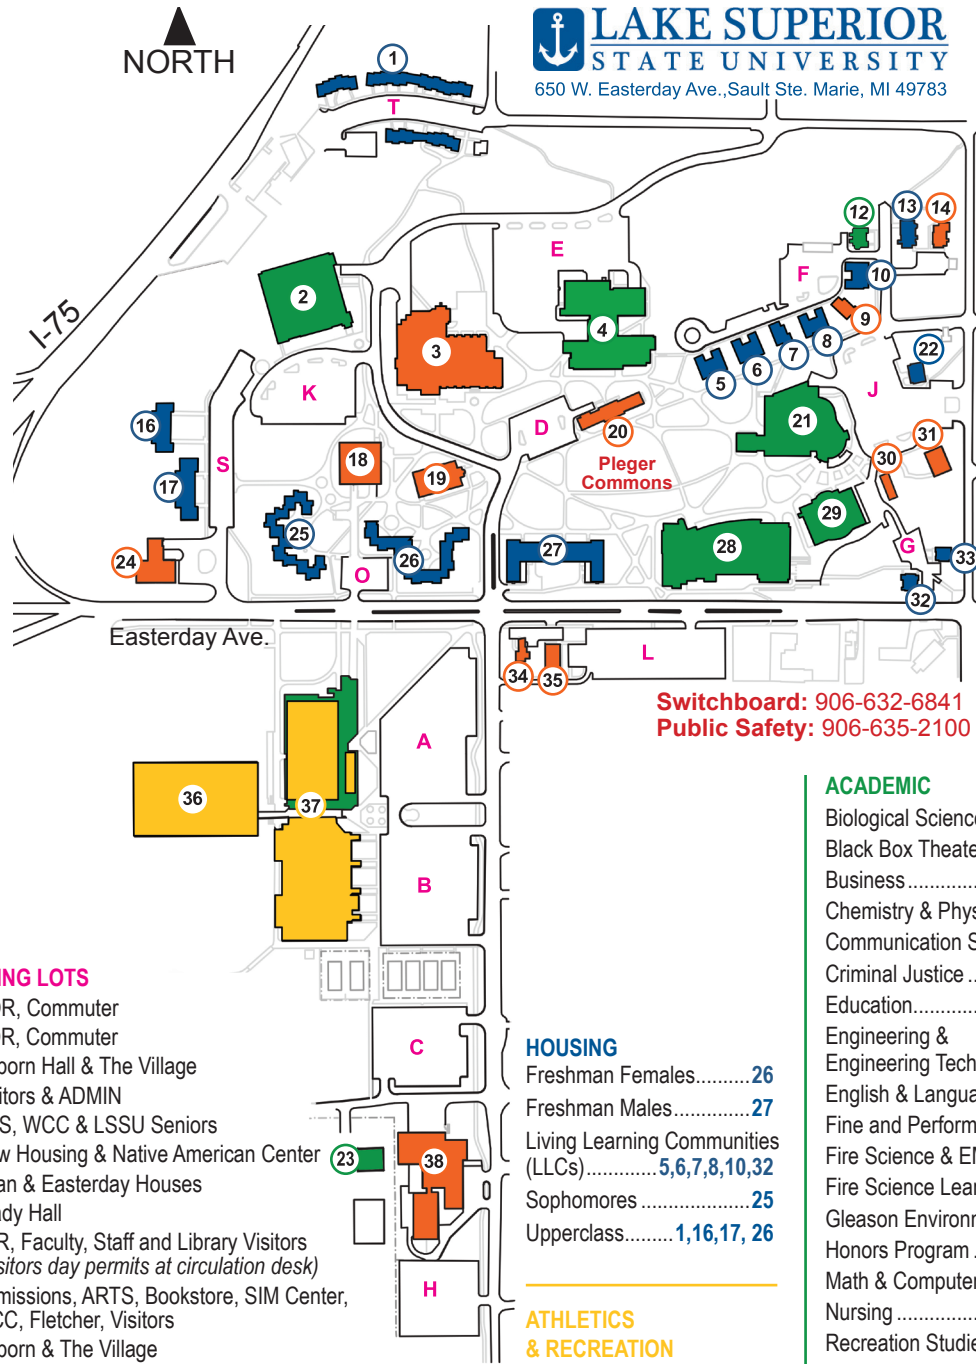 NORTH
LAKE SUPERIOR
STATE UNIVERSITY
650 W. Easterday Ave.,Sault Ste. Marie, MI 49783
1
T
I-75
2
3
E
4
12
13
14
F
10
9
5
6
7
8
22
J
K
D
20
21
Pleger
Commons
16
S
17
18
19
31
30
29
G
33
32
24
25
O
26
27
28
Easterday Ave.
34
35
L
Switchboard: 906-632-6841
Public Safety: 906-635-2100
A
36
37
B
C
23
38
H
ING LOTS
R, Commuter
R, Commuter
born Hall & The Village
itors & ADMIN
S, WCC & LSSU Seniors
w Housing & Native American Center
an & Easterday Houses
ady Hall
R, Faculty, Staff and Library Visitors
isitors day permits at circulation desk)
missions, ARTS, Bookstore, SIM Center,
CC, Fletcher, Visitors
born & The Village
HOUSING
Freshman Females..........26
Freshman Males..............27
Living Learning Communities
(LLCs).............5,6,7,8,10,32
Sophomores ....................25
Upperclass.........1,16,17, 26
ATHLETICS
& RECREATION
ACADEMIC
Biological Science
Black Box Theate
Business
Chemistry & Phys
Communication S
Criminal Justice
Education
Engineering &
Engineering Tech
English & Langua
Fine and Perform
Fire Science & EM
Fire Science Lear
Gleason Environm
Honors Program
Math & Computer
Nursing
Recreation Studie